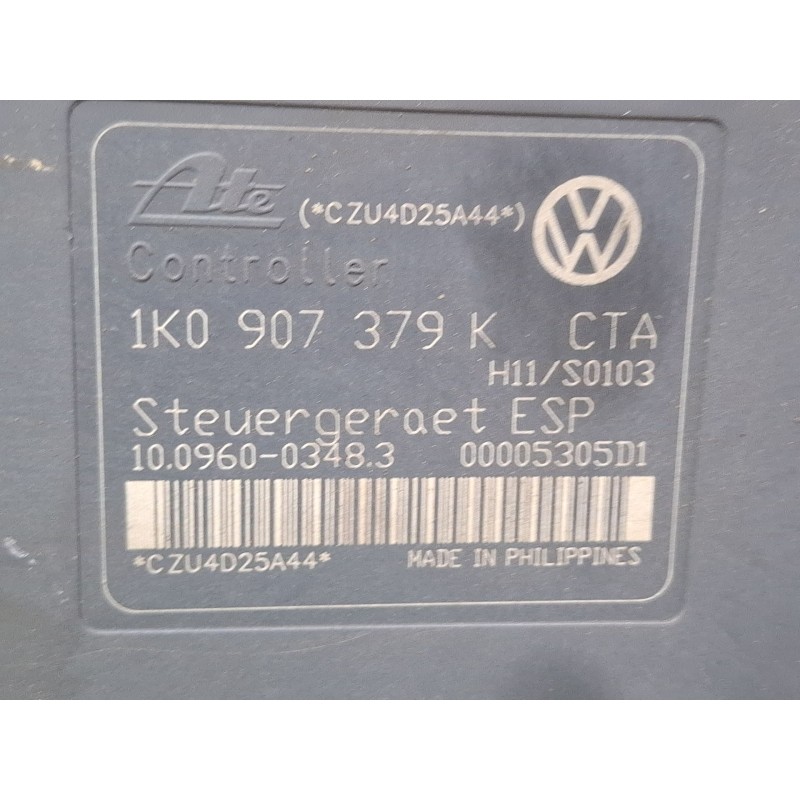 Ate (*CZU4D25A44*)
Controller
1K0 907 379 K CTA
H11/S0103
Steuergeraet ESP
10.0960-0348.3 00005305D1
*CZU4D25A44* MADE IN PHILIPPINES